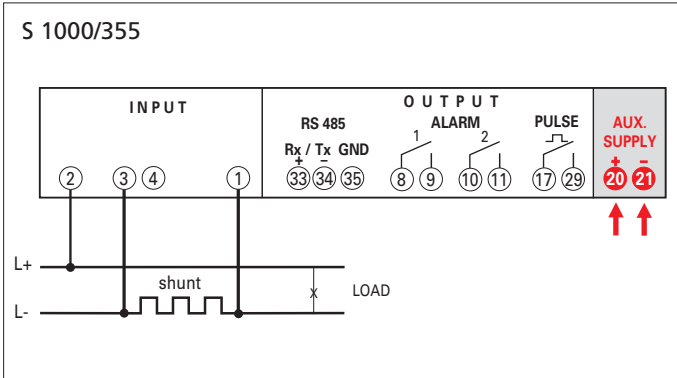 S 1000/355
INPUT
OUTPUT
RS 485
ALARM
PULSE
AUX.
SUPPLY
1
2
Rx / Tx GND
+ −
+ −
2 3 4 1 33 34 35 8 9 10 11 17 29 20 21
L+
shunt
X
LOAD
L-